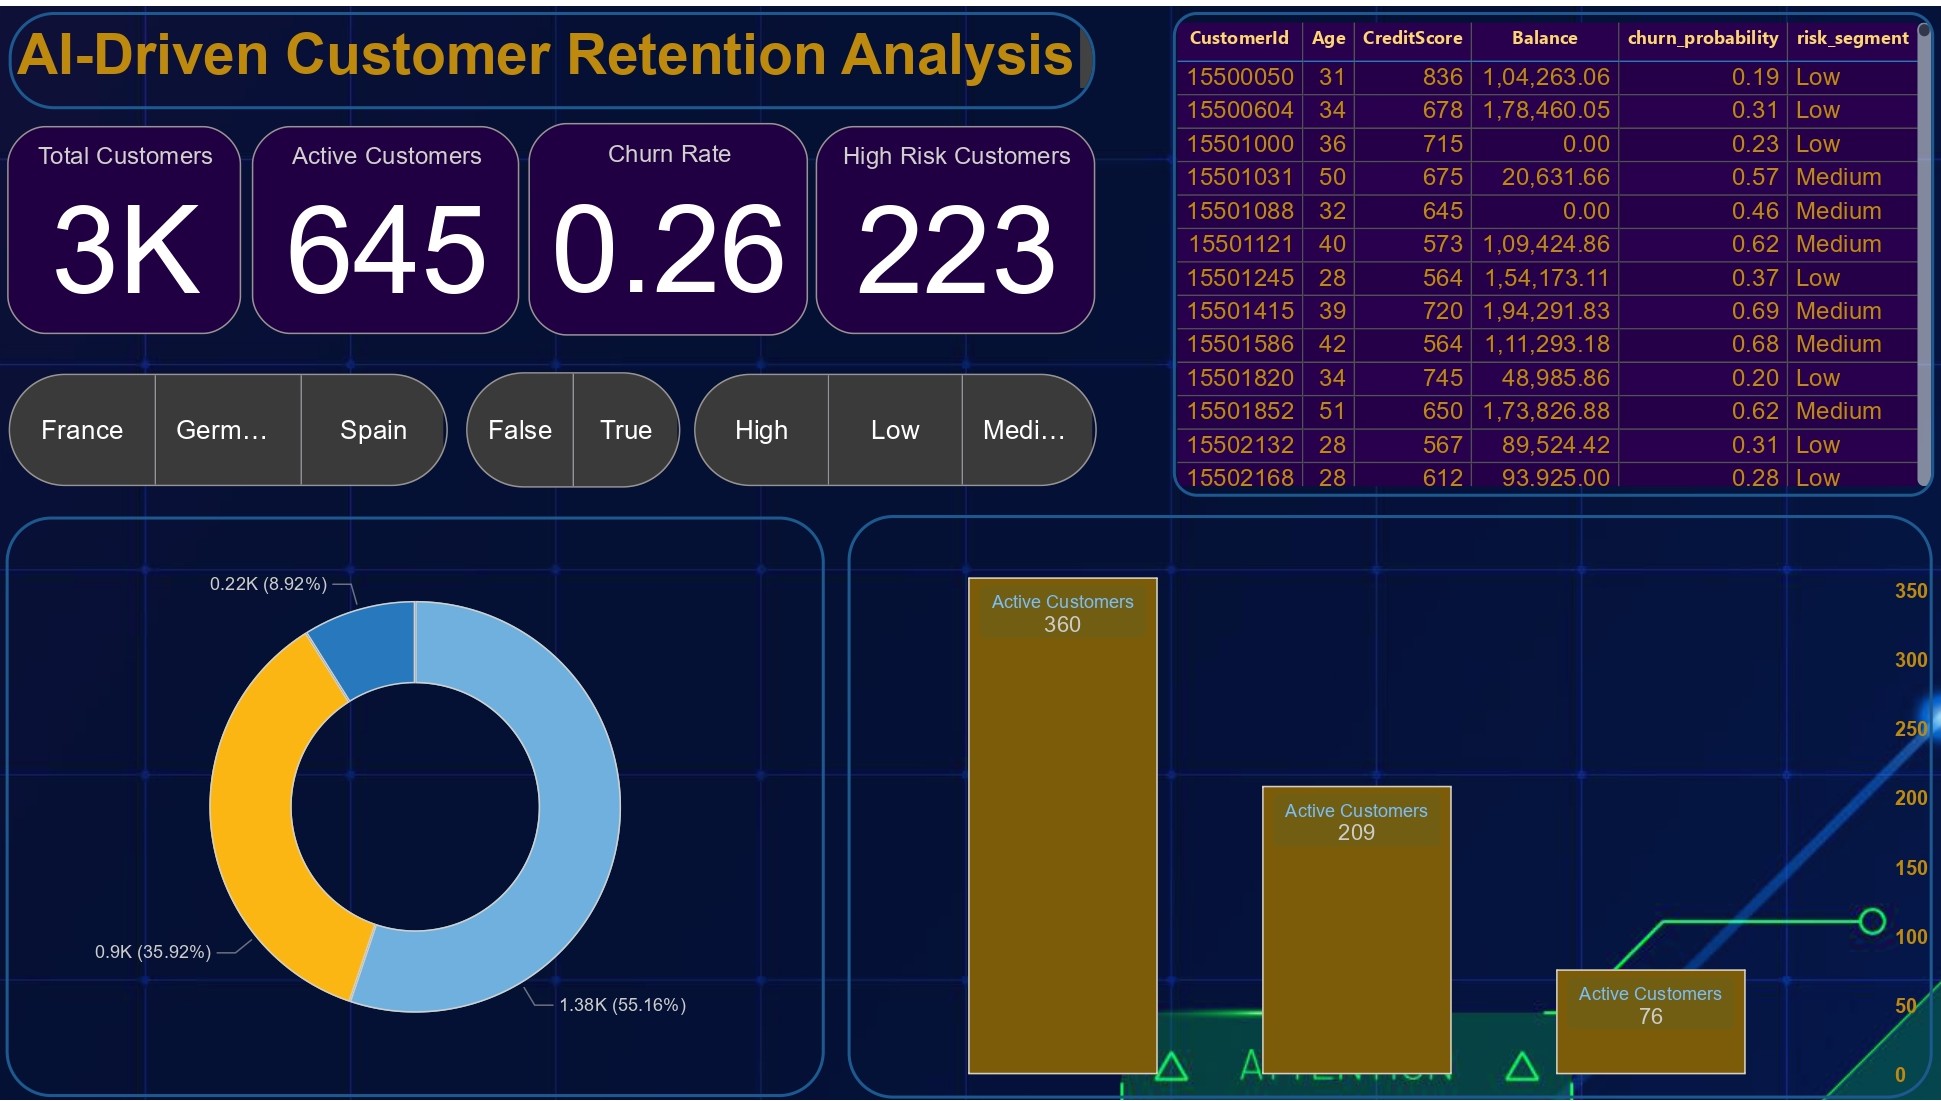 AI-Driven Customer Retention Analysis
Total Customers
3K
Active Customers
645
Churn Rate
0.26
High Risk Customers
223
France
Germ...
Spain
False
True
High
Low
Medi...
CustomerId Age CreditScore Balance churn_probability risk_segment
15500050 31 836 1,04,263.06 0.19 Low
15500604 34 678 1,78,460.05 0.31 Low
15501000 36 715 0.00 0.23 Low
15501031 50 675 20,631.66 0.57 Medium
15501088 32 645 0.00 0.46 Medium
15501121 40 573 1,09,424.86 0.62 Medium
15501245 28 564 1,54,173.11 0.37 Low
15501415 39 720 1,94,291.83 0.69 Medium
15501586 42 564 1,11,293.18 0.68 Medium
15501820 34 745 48,985.86 0.20 Low
15501852 51 650 1,73,826.88 0.62 Medium
15502132 28 567 89,524.42 0.31 Low
15502168 28 612 93,925.00 0.28 Low
0.22K (8.92%)
0.9K (35.92%)
1.38K (55.16%)
Active Customers
360
Active Customers
209
Active Customers
76
350
300
250
200
150
100
50
0
ATTENTION